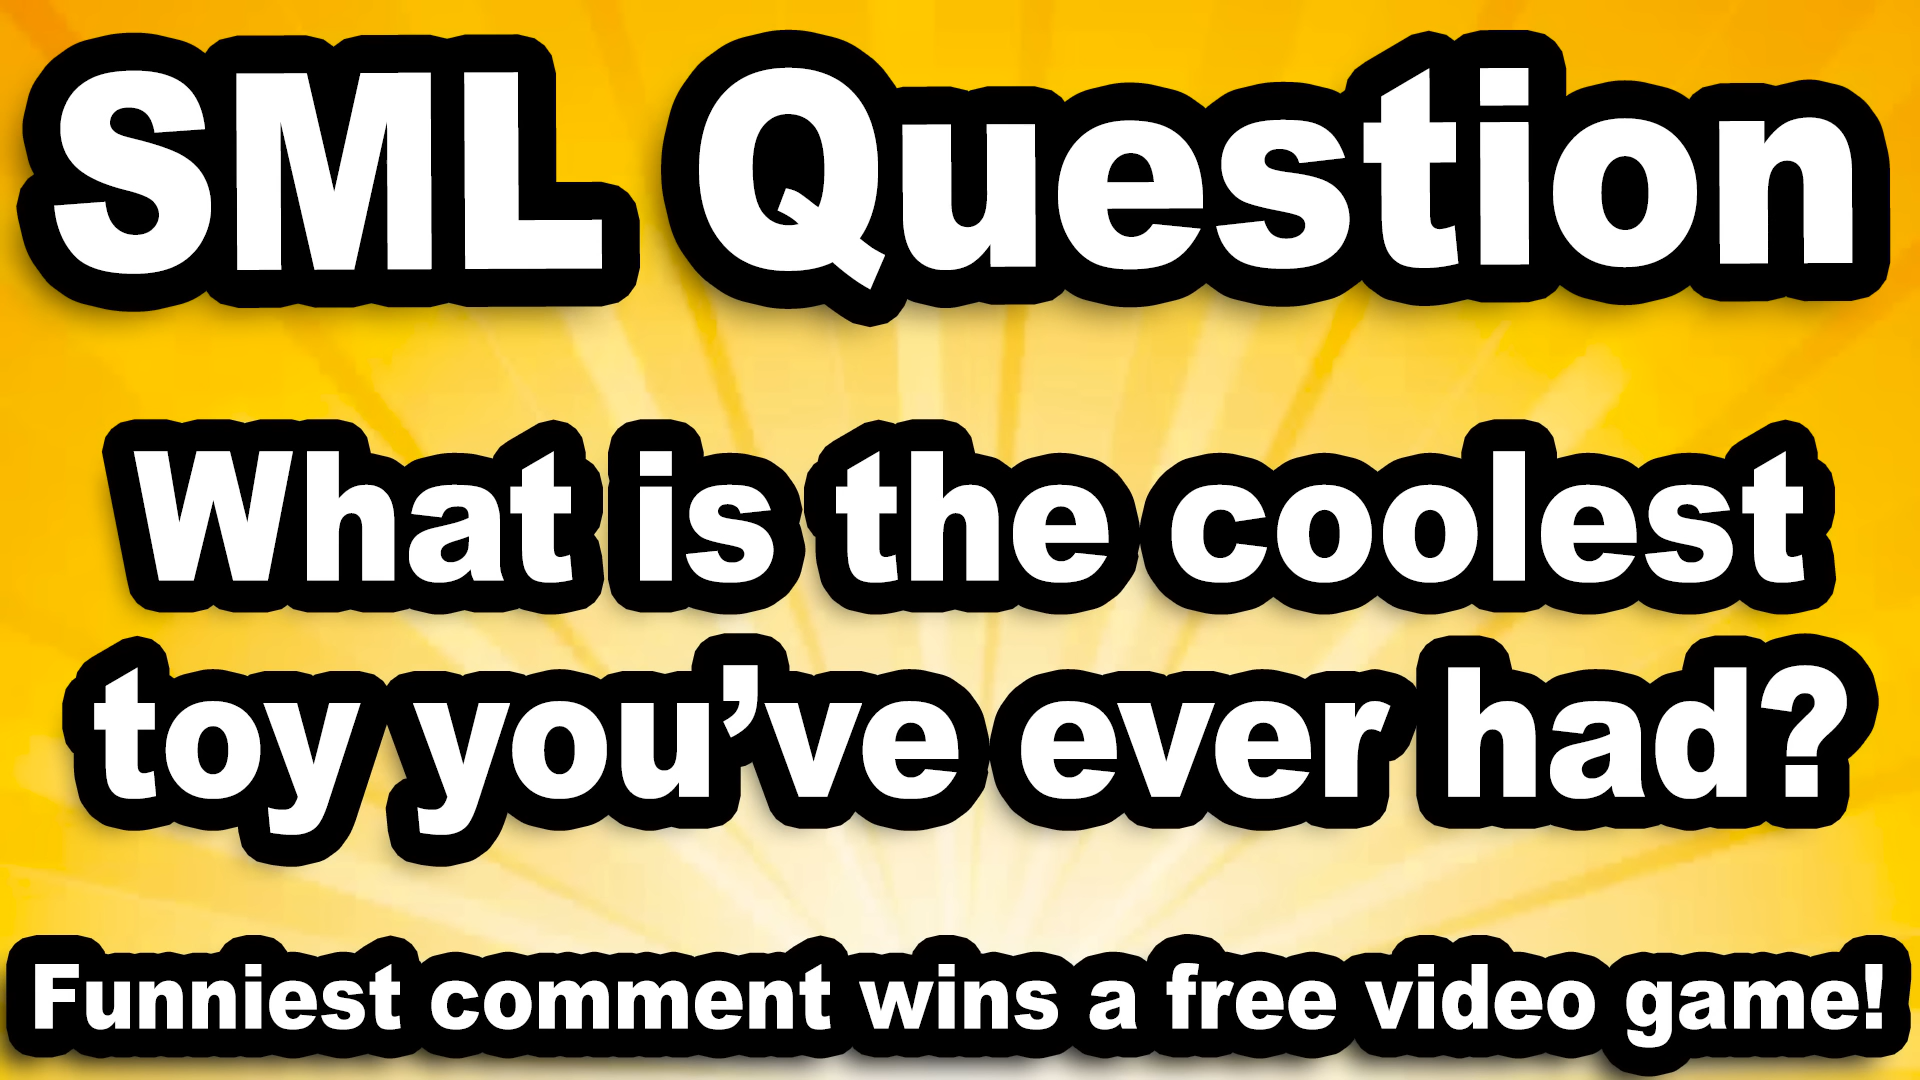 SML Question
What is the coolest
toy you’ve ever had?
Funniest comment wins a free video game!